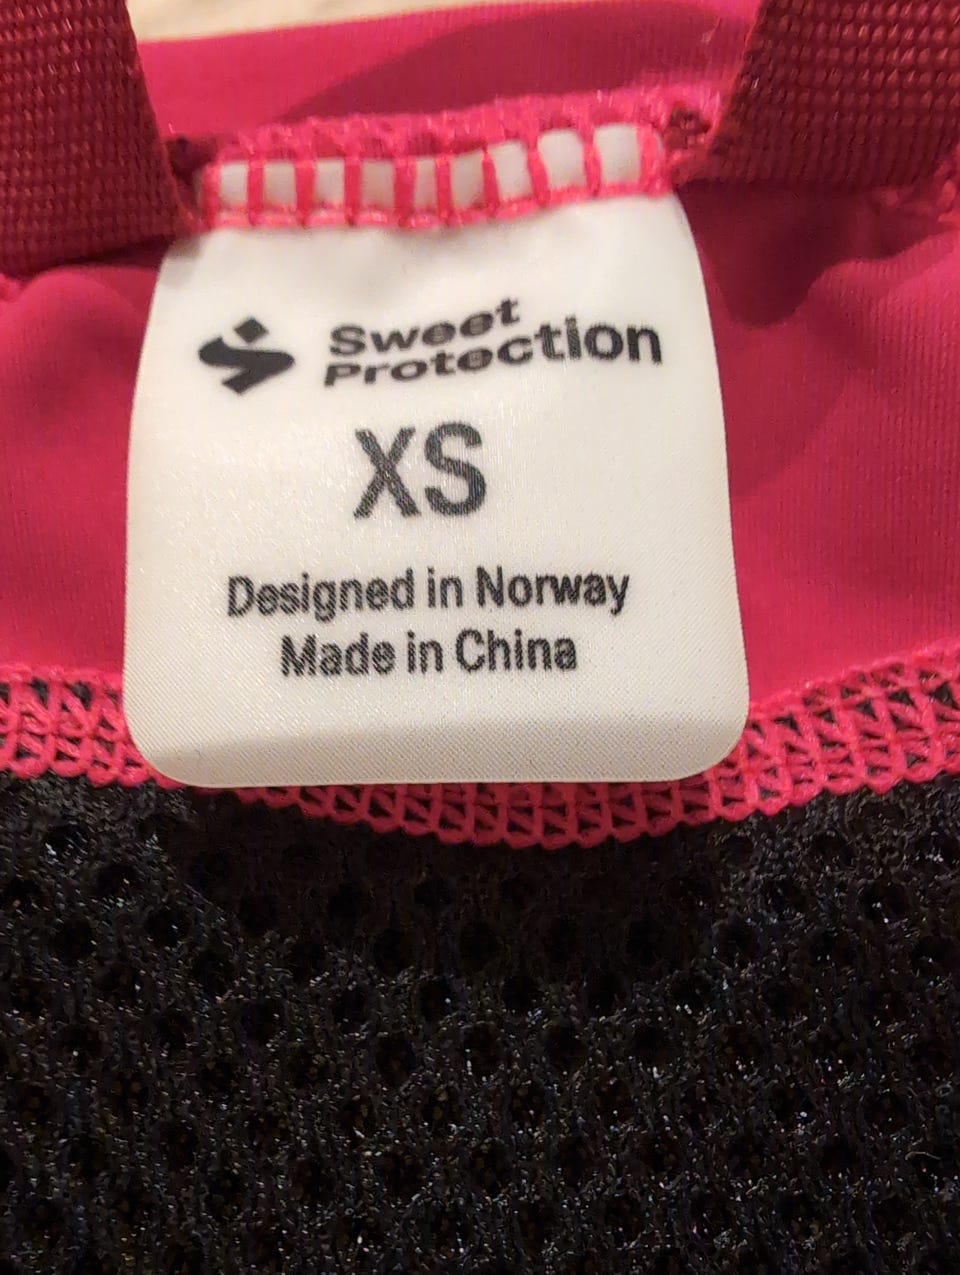 Sweet
Protection
XS
Designed in Norway
Made in China